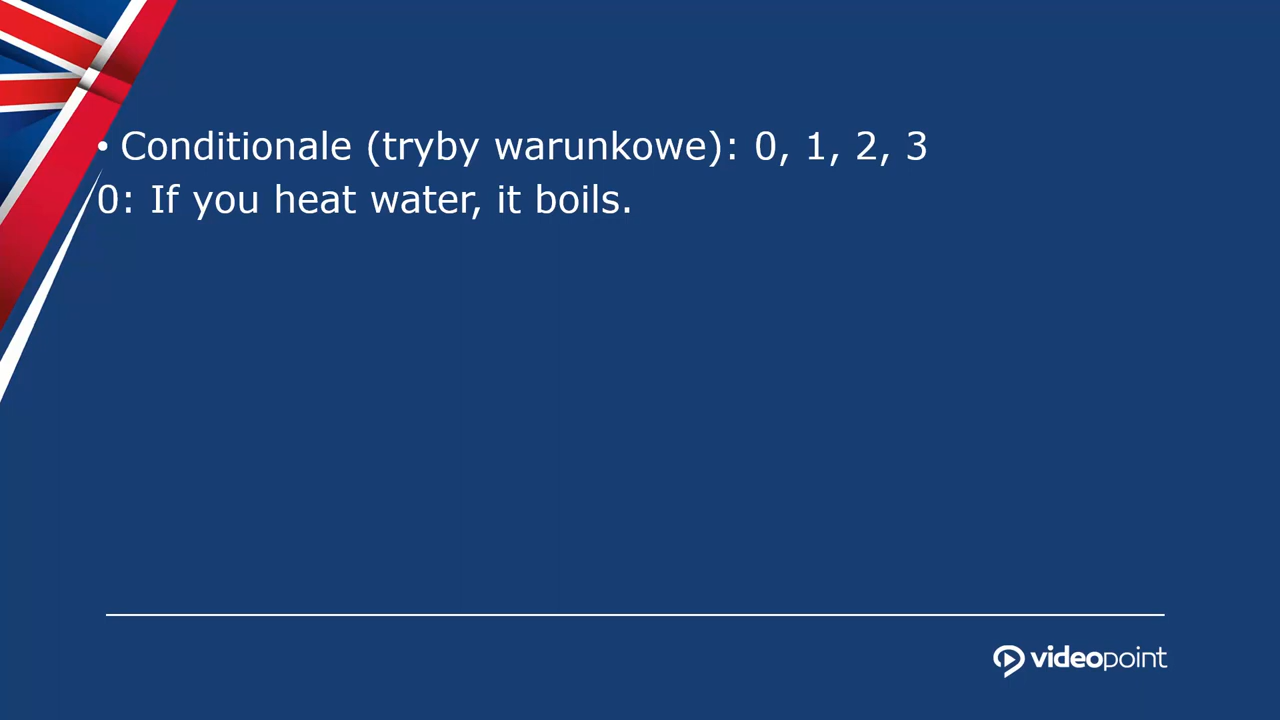 • Conditionale (tryby warunkowe): 0, 1, 2, 3
0: If you heat water, it boils.
videopoint